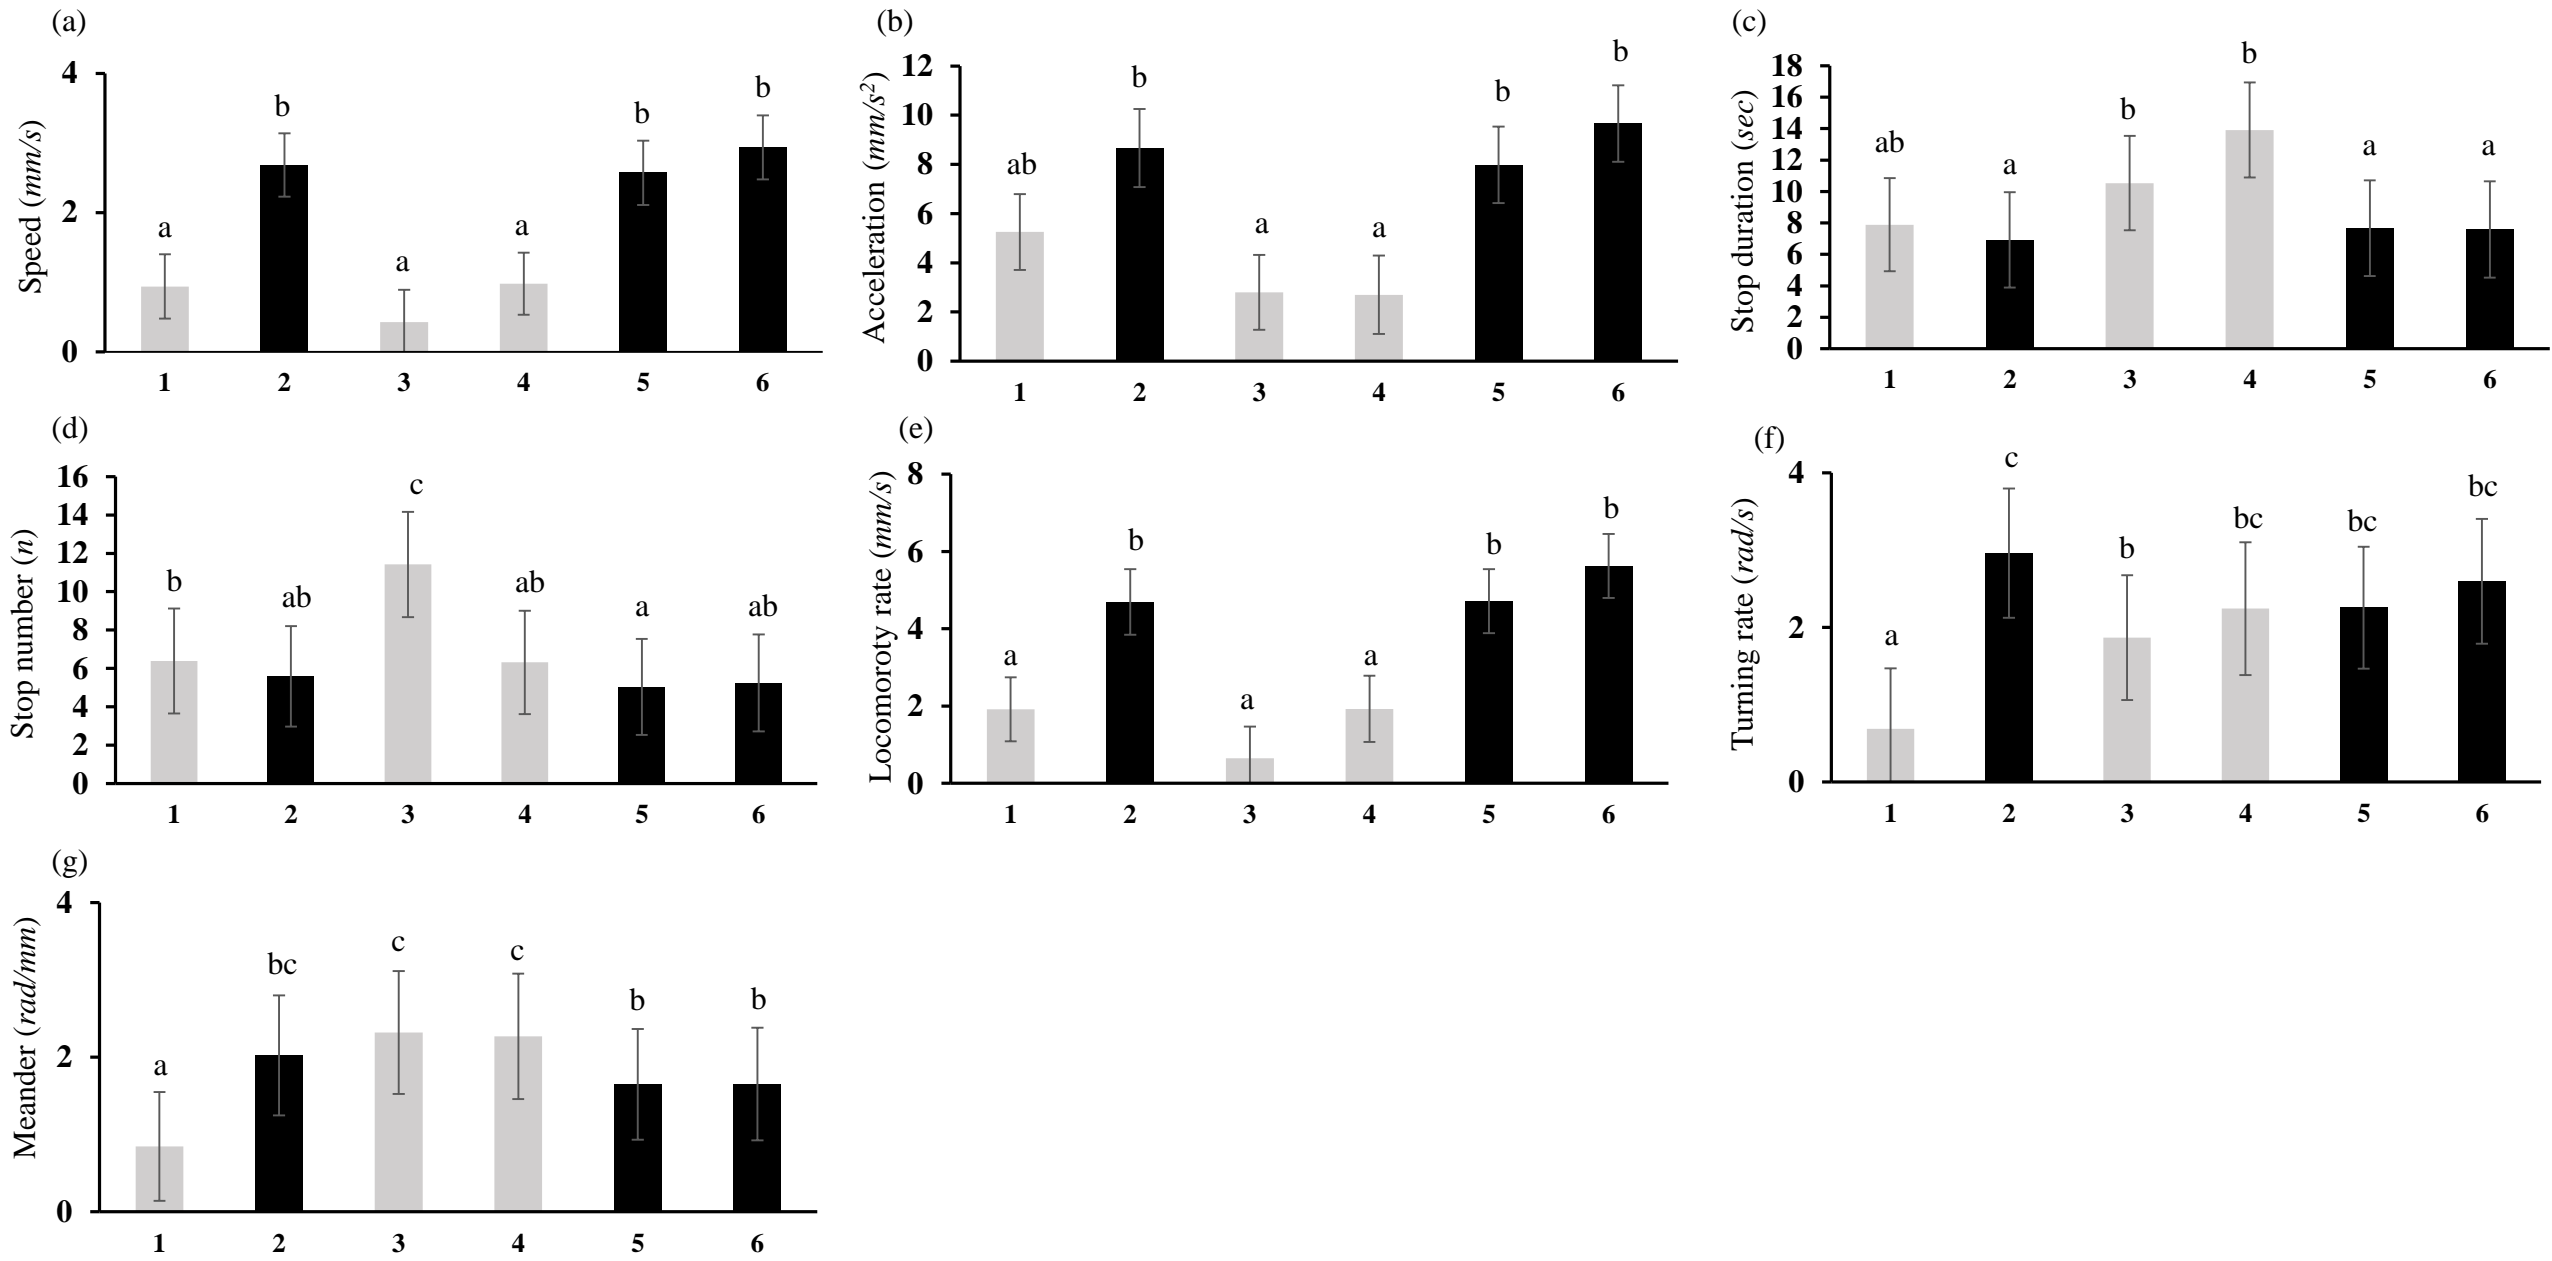 (a)
Speed (mm/s)
4
2
0
a
b
a
a
b
b
1 2 3 4 5 6
(b)
Acceleration (mm/s²)
12
10
8
6
4
2
0
ab
b
a
a
b
b
1 2 3 4 5 6
(c)
Stop duration (sec)
18
16
14
12
10
8
6
4
2
0
ab
a
b
b
a
a
1 2 3 4 5 6
(d)
Stop number (n)
16
14
12
10
8
6
4
2
0
b
ab
c
ab
a
ab
1 2 3 4 5 6
(e)
Locomoroty rate (mm/s)
8
6
4
2
0
a
b
a
a
b
b
1 2 3 4 5 6
(f)
Turning rate (rad/s)
4
2
0
a
c
b
bc
bc
bc
1 2 3 4 5 6
(g)
Meander (rad/mm)
4
2
0
a
bc
c
c
b
b
1 2 3 4 5 6